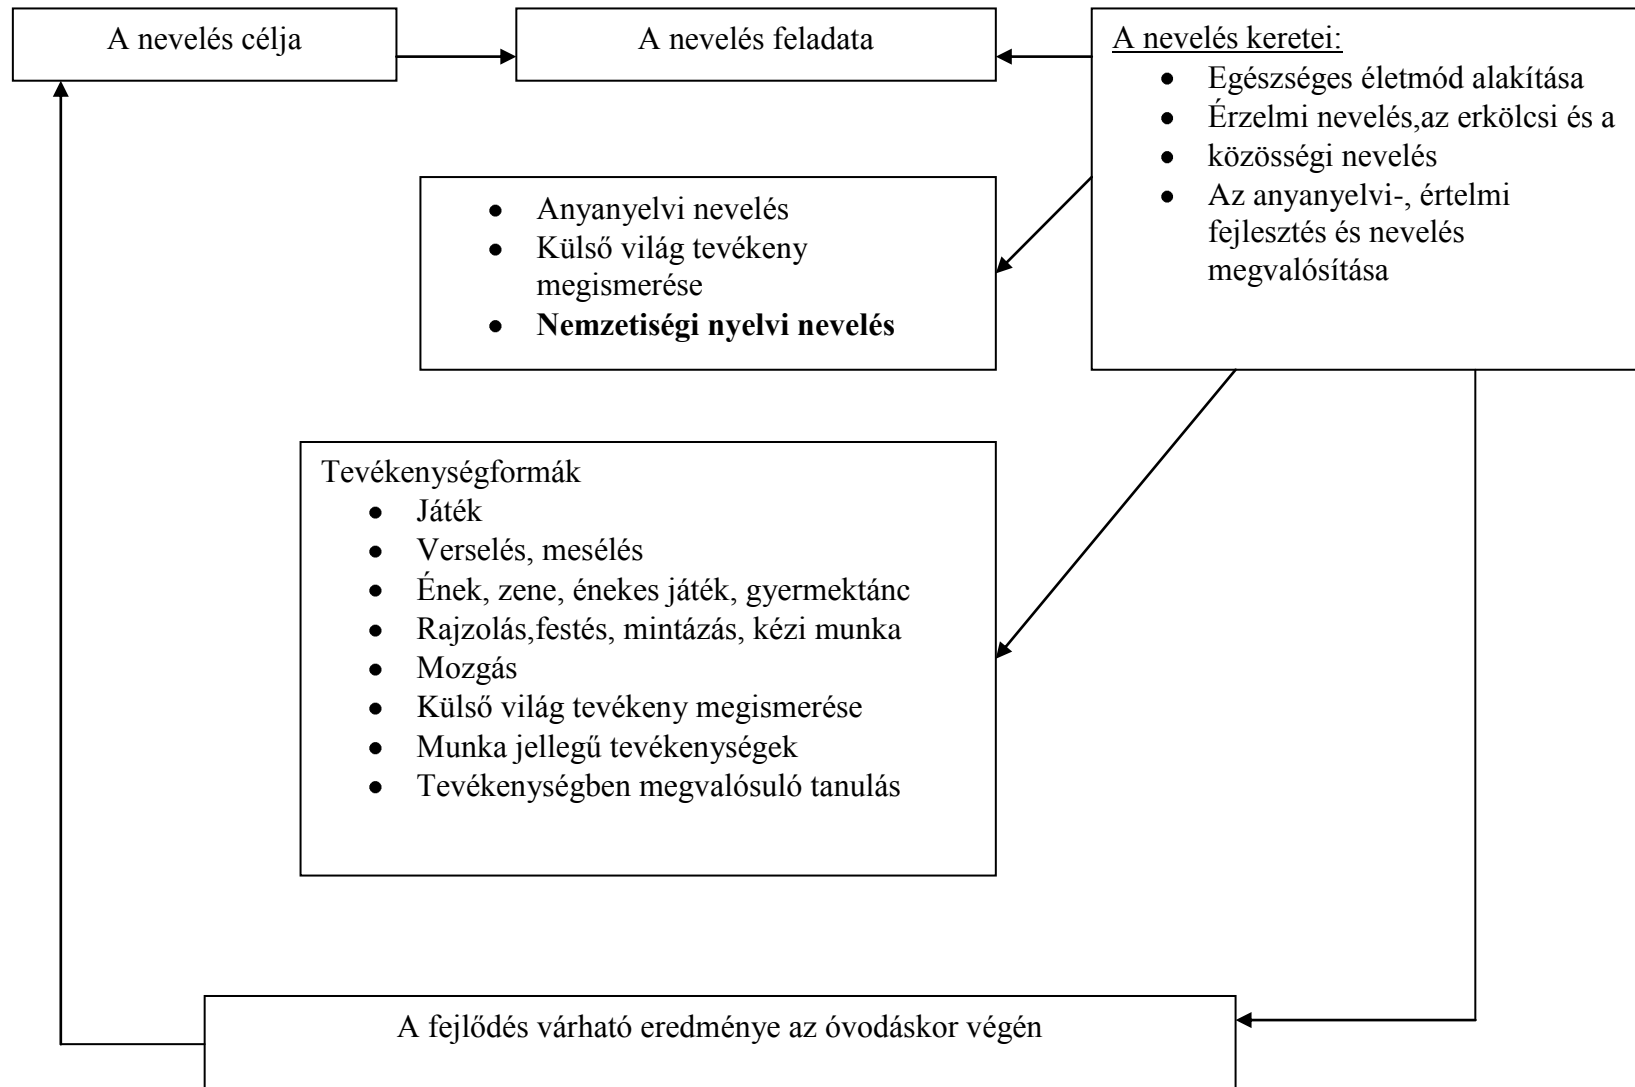 A nevelés célja
A nevelés feladata
A nevelés keretei:
● Egészséges életmód alakítása
● Érzelmi nevelés,az erkölcsi és a
● közösségi nevelés
● Az anyanyelvi-, értelmi
fejlesztés és nevelés
megvalósítása
● Anyanyelvi nevelés
● Külső világ tevékeny
megismerése
● Nemzetiségi nyelvi nevelés
Tevékenységformák
● Játék
● Verselés, mesélés
● Ének, zene, énekes játék, gyermektánc
● Rajzolás,festés, mintázás, kézi munka
● Mozgás
● Külső világ tevékeny megismerése
● Munka jellegű tevékenységek
● Tevékenységben megvalósuló tanulás
A fejlődés várható eredménye az óvodáskor végén